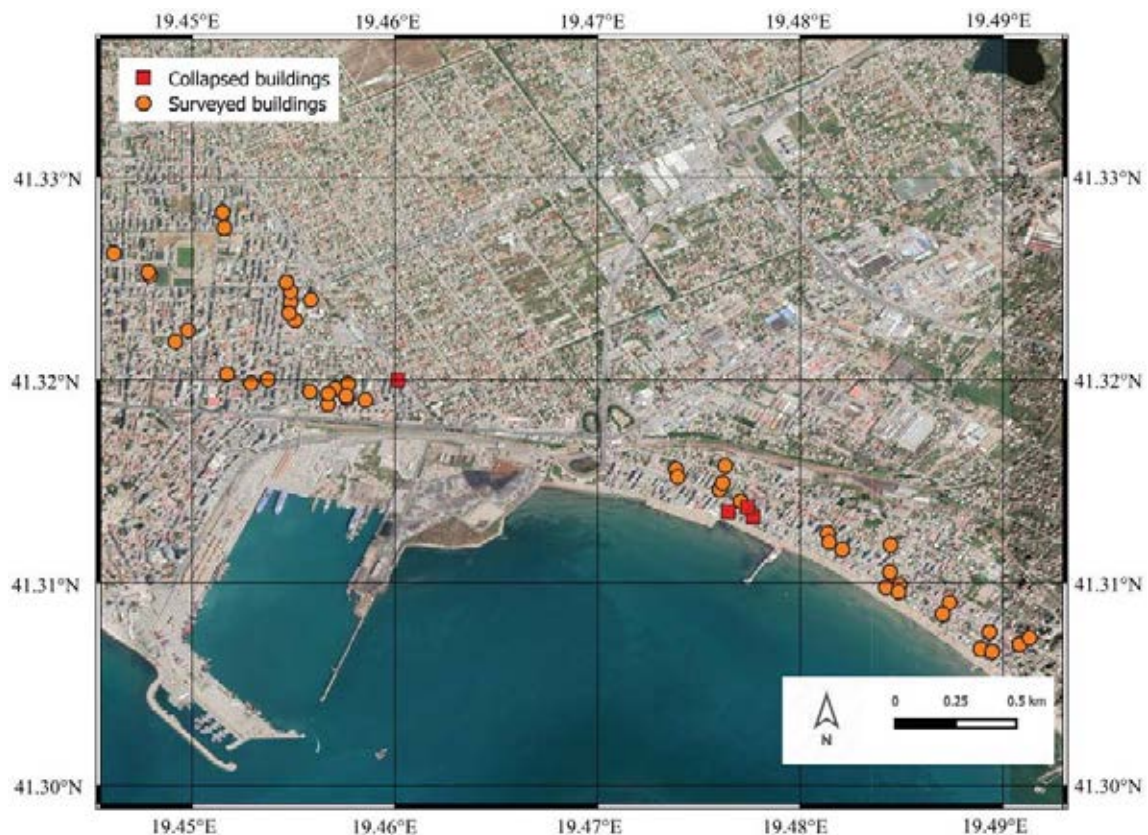 19.45°E 19.46°E 19.47°E 19.48°E 19.49°E
Collapsed buildings
Surveyed buildings
41.33°N 41.33°N
41.32°N 41.32°N
41.31°N 41.31°N
0 0.25 0.5 km
N
41.30°N 41.30°N
19.45°E 19.46°E 19.47°E 19.48°E 19.49°E